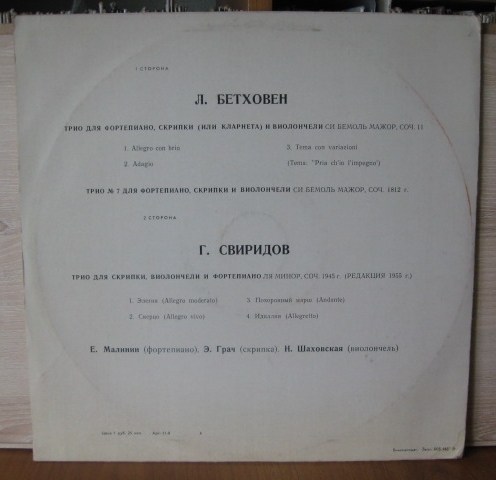 1 СТОРОНА
Л. БЕТХОВЕН
ТРИО ДЛЯ ФОРТЕПИАНО, СКРИПКИ (ИЛИ КЛАРНЕТА) И ВИОЛОНЧЕЛИ СИ БЕМОЛЬ МАЖОР, СОЧ. 11
1. Allegro con brio
3. Tema con variazioni
2. Adagio
(Tema: "Pria ch'io l'impegno")
ТРИО № 7 ДЛЯ ФОРТЕПИАНО, СКРИПКИ И ВИОЛОНЧЕЛИ СИ БЕМОЛЬ МАЖОР, СОЧ. 1812 г.
2 СТОРОНА
Г. СВИРИДОВ
ТРИО ДЛЯ СКРИПКИ, ВИОЛОНЧЕЛИ И ФОРТЕПИАНО ЛЯ МИНОР, СОЧ. 1945 г. (РЕДАКЦИЯ 1955 г.)
1. Элегия (Allegro moderato)
3. Похоронный марш (Andante)
2. Скерцо (Allegro vivo)
4. Идиллия (Allegretto)
Е. Малинин (фортепиано), Э. Грач (скрипка), Н. Шаховская (виолончель)